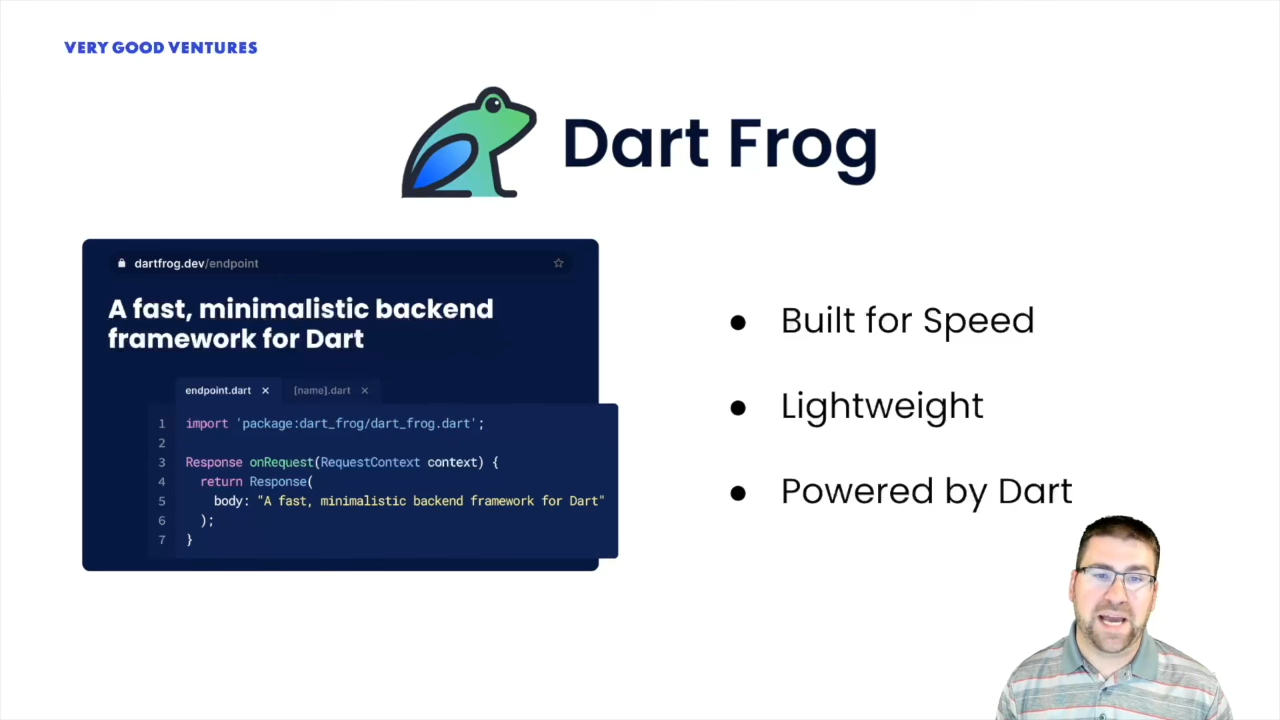 VERY GOOD VENTURES
Dart Frog
dartfrog.dev/endpoint
A fast, minimalistic backend
framework for Dart
endpoint.dart × [name].dart ×
1 import 'package:dart_frog/dart_frog.dart';
2
3 Response onRequest(RequestContext context) {
4 return Response(
5 body: "A fast, minimalistic backend framework for Dart"
6 );
7 }
● Built for Speed
● Lightweight
● Powered by Dart